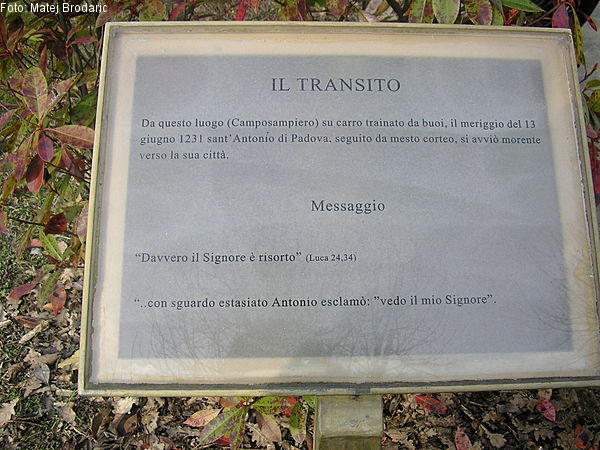 Foto: Matej Brodaric
IL TRANSITO
Da questo luogo (Camposampiero) su carro trainato da buoi, il meriggio del 13
giugno 1231 sant'Antonio di Padova, seguito da mesto corteo, si avviò morente
verso la sua città.
Messaggio
“Davvero il Signore è risorto” (Luca 24,34)
“..con sguardo estasiato Antonio esclamò: ”vedo il mio Signore”.